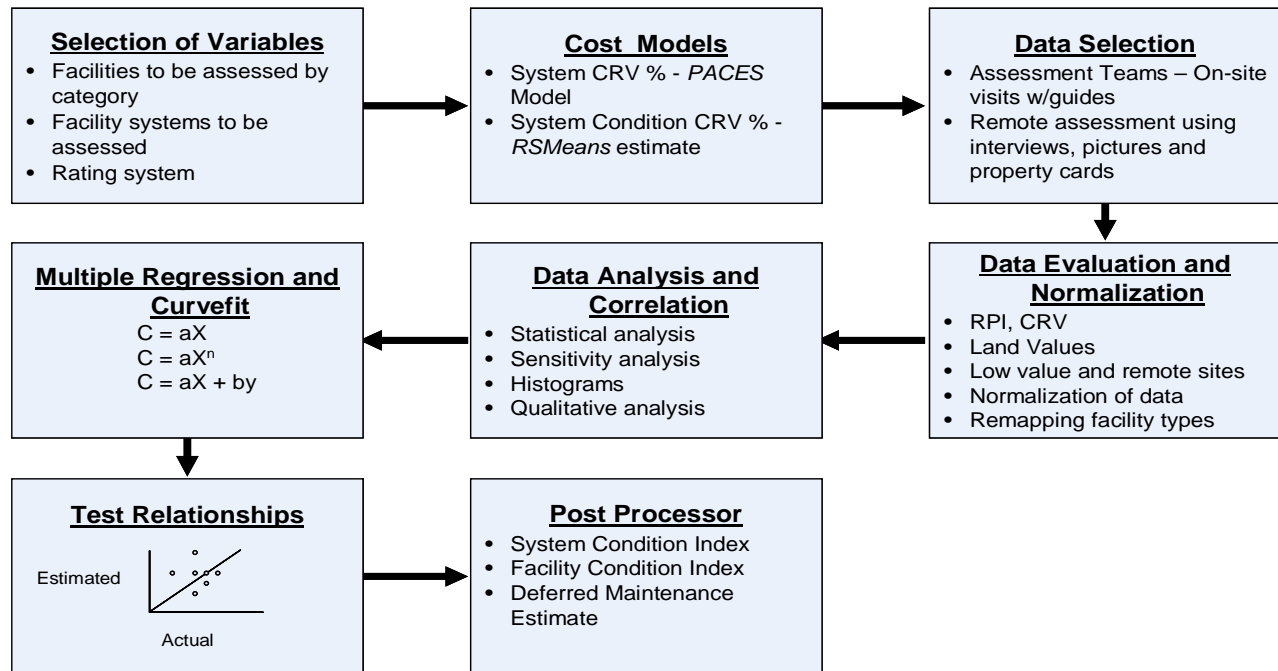 Selection of Variables
• Facilities to be assessed by
category
• Facility systems to be
assessed
• Rating system
Cost Models
• System CRV % - PACES
Model
• System Condition CRV % -
RSMeans estimate
Data Selection
• Assessment Teams – On-site
visits w/guides
• Remote assessment using
interviews, pictures and
property cards
Data Evaluation and
Normalization
• RPI, CRV
• Land Values
• Low value and remote sites
• Normalization of data
• Remapping facility types
Data Analysis and
Correlation
• Statistical analysis
• Sensitivity analysis
• Histograms
• Qualitative analysis
Multiple Regression and
Curvefit
C = aX
C = aXⁿ
C = aX + by
Test Relationships
Estimated
Actual
Post Processor
• System Condition Index
• Facility Condition Index
• Deferred Maintenance
Estimate